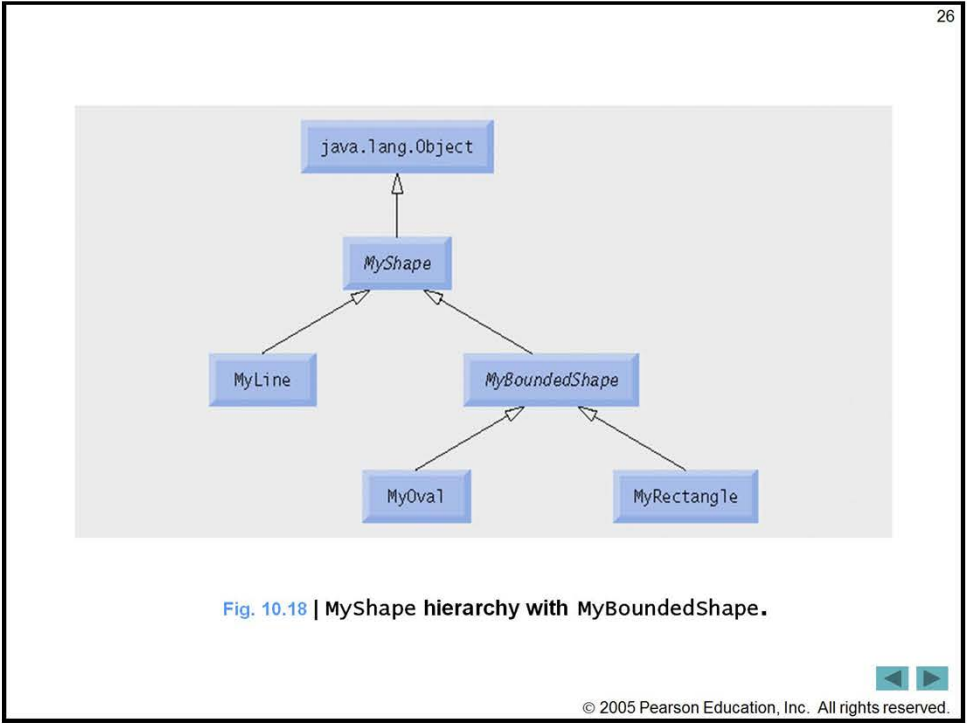 26
java.lang.Object
MyShape
MyLine
MyBoundedShape
MyOval
MyRectangle
Fig. 10.18 | MyShape hierarchy with MyBoundedShape.
© 2005 Pearson Education, Inc. All rights reserved.